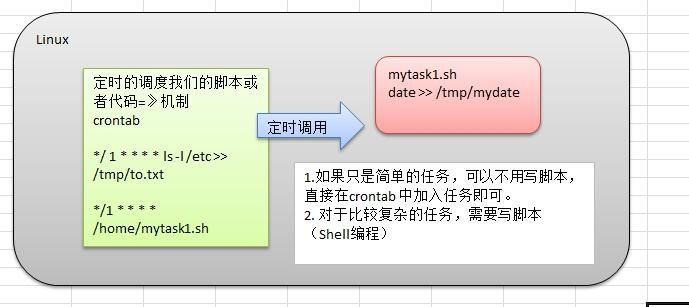 Linux
定时的调度我们的脚本或
者代码=》机制
crontab
*/ 1 * * * * ls -l /etc >>
/tmp/to.txt
*/1 * * * *
/home/mytask1.sh
定时调用
mytask1.sh
date >> /tmp/mydate
1.如果只是简单的任务，可以不用写脚本，
直接在crontab 中加入任务即可。
2. 对于比较复杂的任务，需要写脚本
（Shell编程）